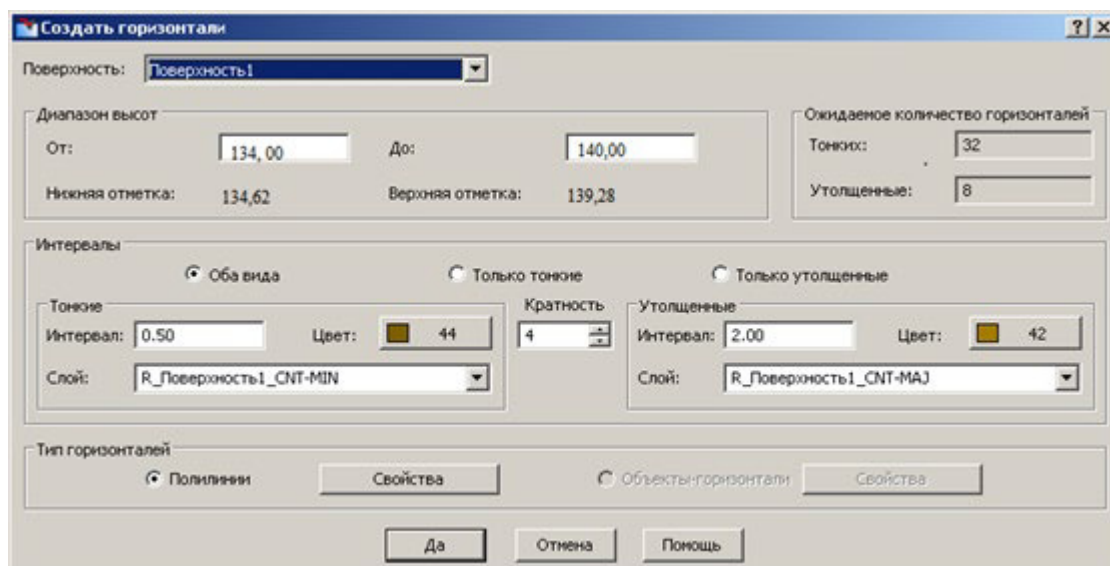 Создать горизонтали
Поверхность: Поверхность1
Диапазон высот
От: 134, 00 До: 140,00
Нижняя отметка: 134,62 Верхняя отметка: 139,28
Ожидаемое количество горизонталей
Тонких: 32
Утолщенные: 8
Интервалы
Оба вида Только тонкие Только утолщенные
Тонкие
Интервал: 0.50 Цвет: 44
Слой: R_Поверхность1_CNT-MIN
Кратность
4
Утолщенные
Интервал: 2.00 Цвет: 42
Слой: R_Поверхность1_CNT-MAJ
Тип горизонталей
Полилинии Свойства Объекты-горизонтали Свойства
Да Отмена Помощь